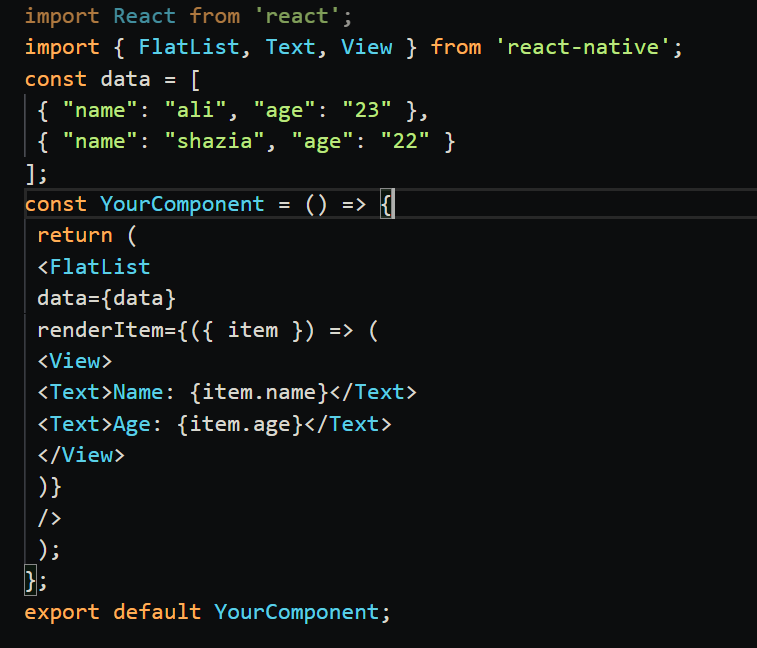 import React from 'react';
import { FlatList, Text, View } from 'react-native';
const data = [
{ "name": "ali", "age": "23" },
{ "name": "shazia", "age": "22" }
];
const YourComponent = () => {
return (
<FlatList
data={data}
renderItem={({ item }) => (
<View>
<Text>Name: {item.name}</Text>
<Text>Age: {item.age}</Text>
</View>
)}
/>
);
};
export default YourComponent;